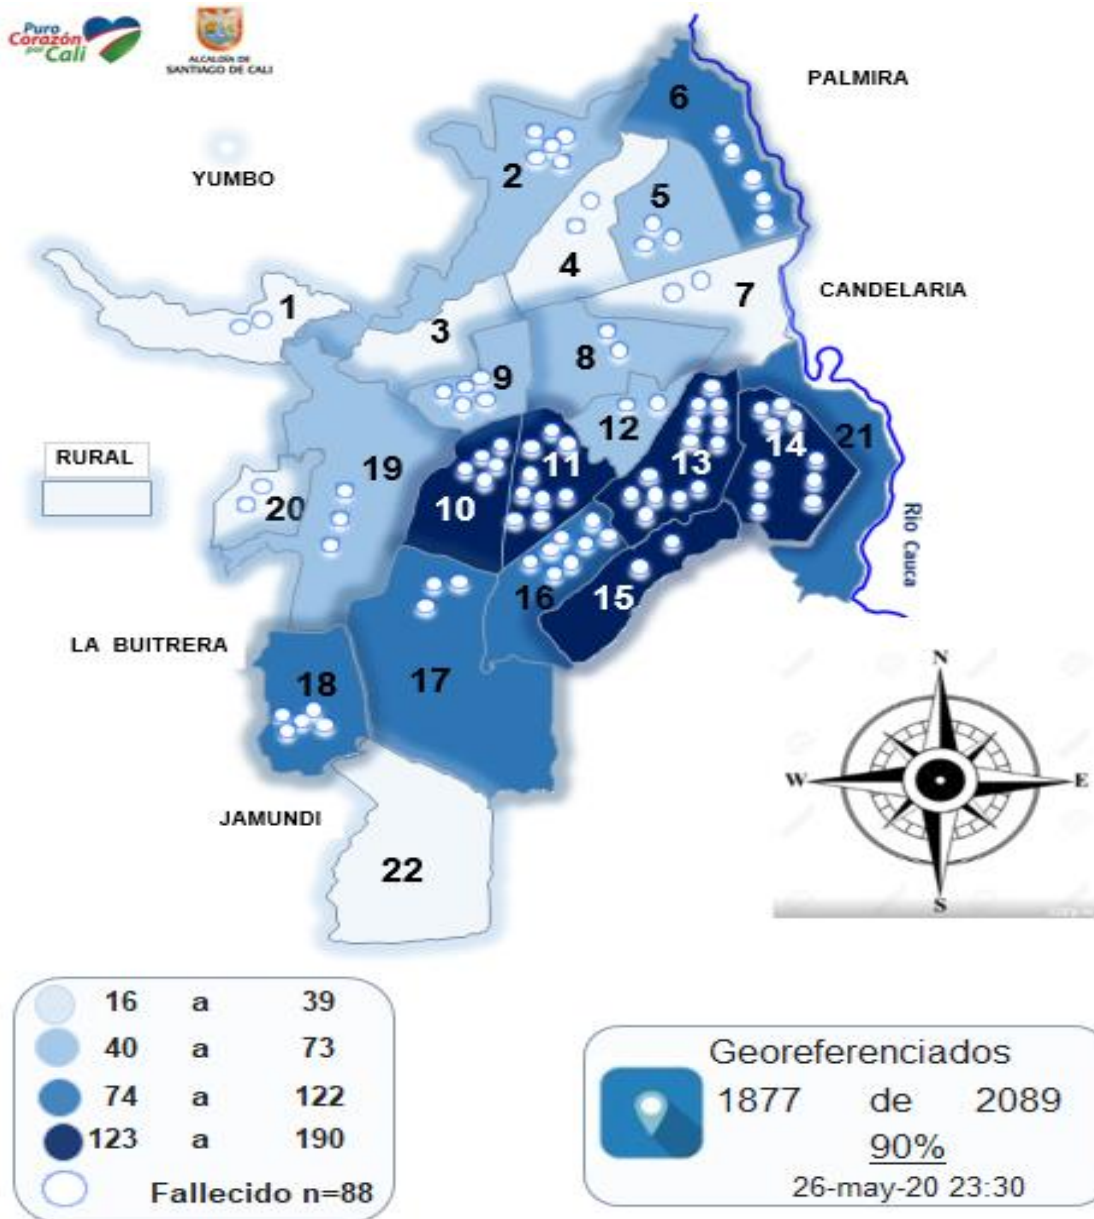 Puro
Corazón
por Cali
ALCALDÍA DE
SANTIAGO DE CALI
PALMIRA
6
YUMBO
2
5
4
1
3
7
CANDELARIA
8
9
12
RURAL
19
11
13
14
21
20
10
Rio Cauca
16
15
LA BUITRERA
18
17
N
W
E
S
JAMUNDI
22
16 a 39
40 a 73
74 a 122
123 a 190
Fallecido n=88
Georeferenciados
1877 de 2089
90%
26-may-20 23:30